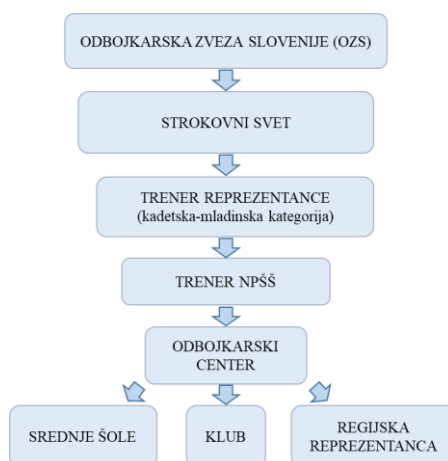 ODBOJKARSKA ZVEZA SLOVENIJE (OZS)
STROKOVNI SVET
TRENER REPREZENTANCE
(kadetska-mladinska kategorija)
TRENER NPŠŠ
ODBOJKARSKI
CENTER
SREDNJE ŠOLE
KLUB
REGIJSKA
REPREZENTANCA